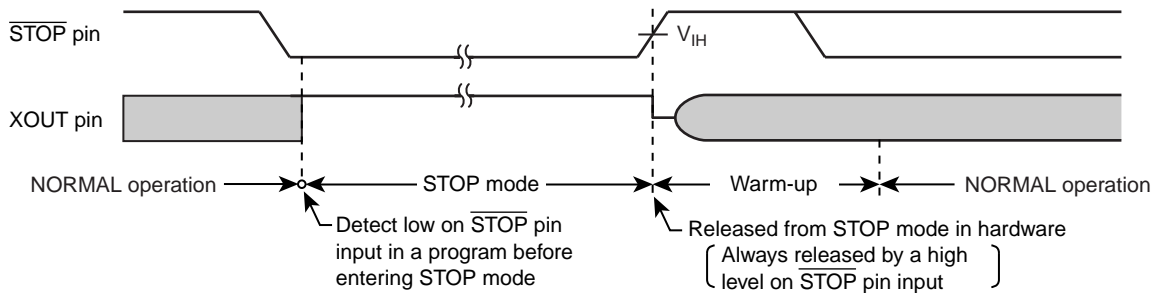 STOP pin
V_IH
XOUT pin
NORMAL operation
STOP mode
Warm-up
NORMAL operation
Detect low on STOP pin
input in a program before
entering STOP mode
Released from STOP mode in hardware
( Always released by a high
level on STOP pin input )